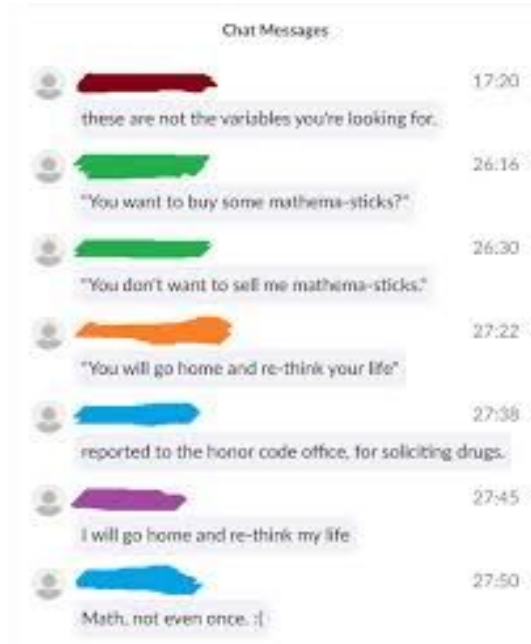 Chat Messages
17:20
these are not the variables you're looking for.
26:16
"You want to buy some mathema-sticks?"
26:30
"You don't want to sell me mathema-sticks."
27:22
"You will go home and re-think your life"
27:38
reported to the honor code office, for soliciting drugs.
27:45
I will go home and re-think my life
27:50
Math, not even once. :(